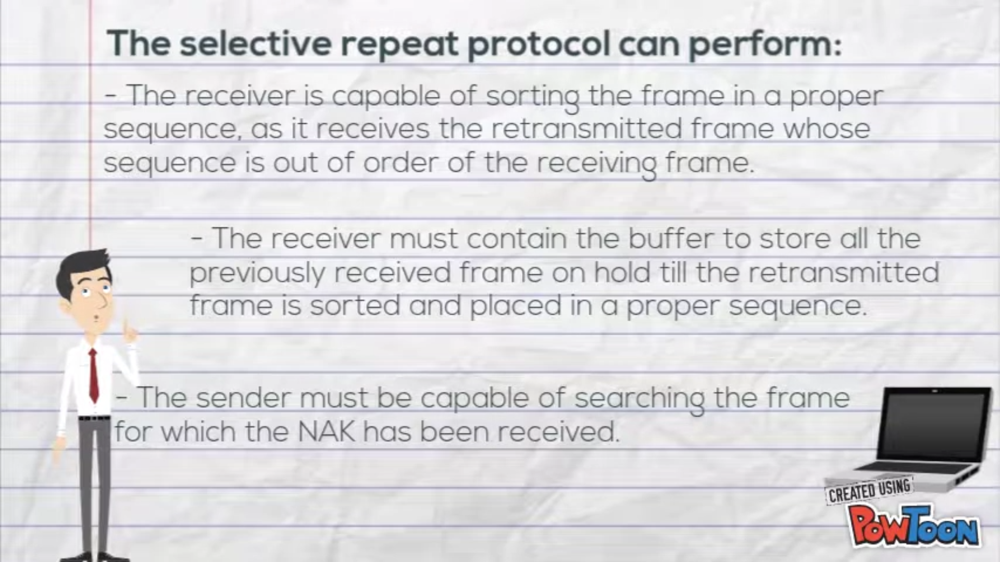 The selective repeat protocol can perform:
- The receiver is capable of sorting the frame in a proper
sequence, as it receives the retransmitted frame whose
sequence is out of order of the receiving frame.
- The receiver must contain the buffer to store all the
previously received frame on hold till the retransmitted
frame is sorted and placed in a proper sequence.
- The sender must be capable of searching the frame
for which the NAK has been received.
CREATED USING
POWTOON